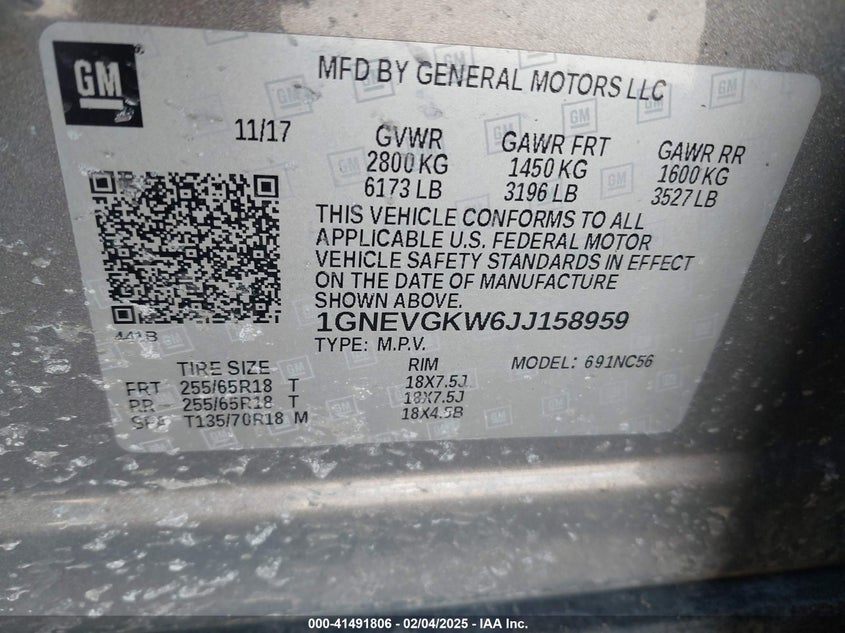 GM
MFD BY GENERAL MOTORS LLC
11/17
GVWR GAWR FRT GAWR RR
2800 KG 1450 KG 1600 KG
6173 LB 3196 LB 3527 LB
THIS VEHICLE CONFORMS TO ALL
APPLICABLE U.S. FEDERAL MOTOR
VEHICLE SAFETY STANDARDS IN EFFECT
ON THE DATE OF MANUFACTURE
SHOWN ABOVE.
1GNEVGKW6JJ158959
441B
TYPE: M.P.V. MODEL: 691NC56
TIRE SIZE RIM
FRT 255/65R18 T 18X7.5J
RR 255/65R18 T 18X7.5J
T135/70R18 M 18X4.5B
000-41491806 - 02/04/2025 - IAA Inc.